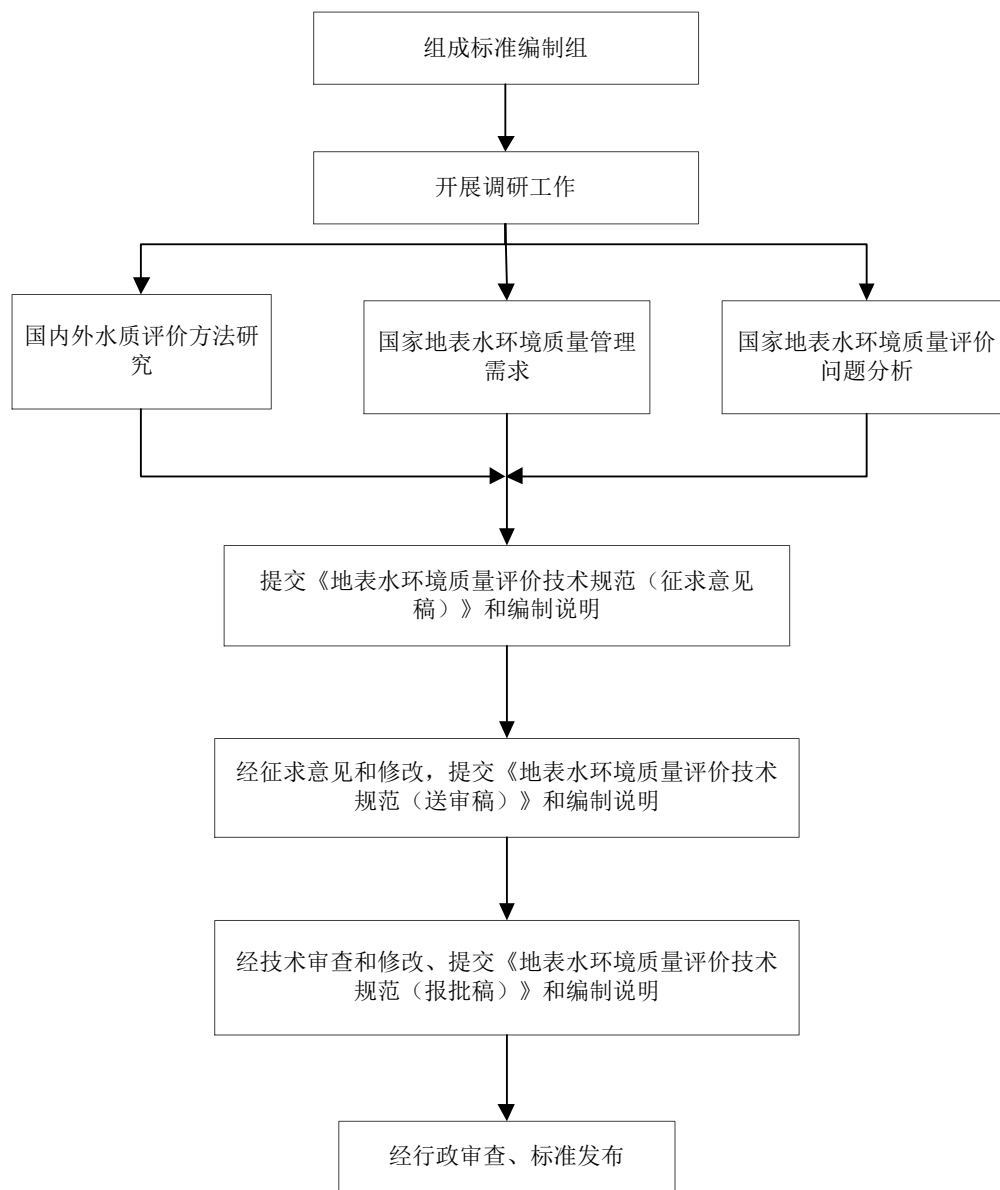 组成标准编制组
开展调研工作
国内外水质评价方法研
究
国家地表水环境质量管理
需求
国家地表水环境质量评价
问题分析
提交《地表水环境质量评价技术规范（征求意见
稿）》和编制说明
经征求意见和修改，提交《地表水环境质量评价技术
规范（送审稿）》和编制说明
经技术审查和修改、提交《地表水环境质量评价技术
规范（报批稿）》和编制说明
经行政审查、标准发布